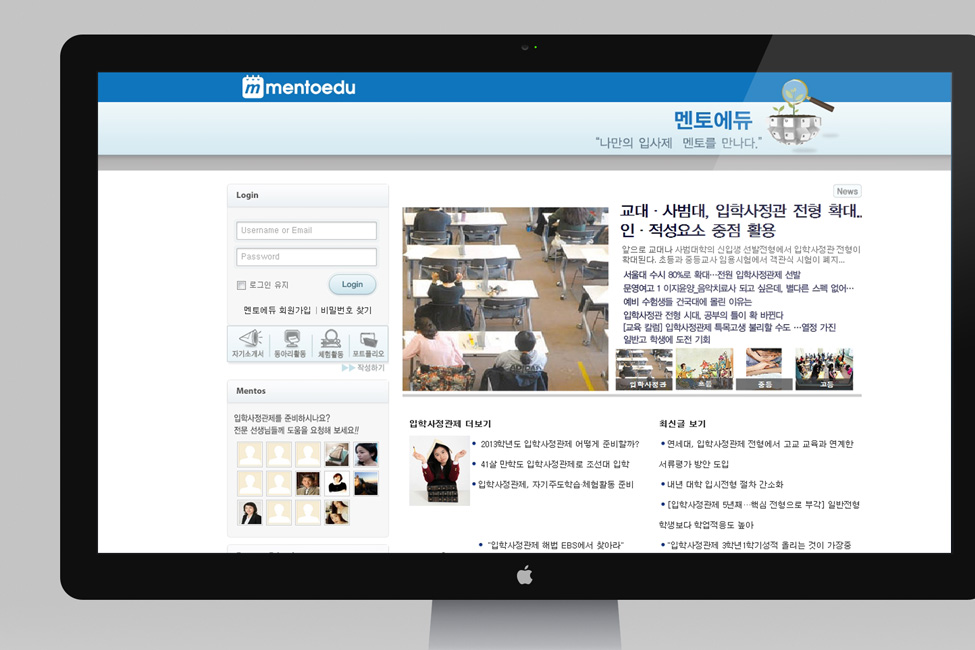 mentoedu
멘토에듀
"나만의 입사제 멘토를 만나다."
Login
Username or Email
Password
로그인 유지
Login
멘토에듀 회원가입 | 비밀번호 찾기
자기소개서 동아리활동 체험활동 포트폴리오
작성하기
Mentos
입학사정관제를 준비하시나요?
전문 선생님들께 도움을 요청해 보세요!!
News
교대 · 사범대, 입학사정관 전형 확대..
인 · 적성요소 중점 활용
앞으로 교대나 사범대학의 신입생 선발전형에서 입학사정관 전형이
확대된다. 초등과 중등교사 임용시험에서 객관식 시험이 폐지...
서울대 수시 80%로 확대…전원 입학사정관제 선발
문영여고 1 이지윤양_음악치료사 되고 싶은데, 별다른 스펙 없어…
예비 수험생들 건국대에 몰린 이유는
입학사정관 전형 시대, 공부의 틀이 확 바뀐다
[교육 칼럼] 입학사정관제 특목고생 불리할 수도 …열정 가진
일반고 학생에 도전 기회
입학사정관 초등 중등 고등
입학사정관제 더보기
2013학년도 입학사정관제 어떻게 준비할까?
41살 만학도 입학사정관제로 조선대 입학
입학사정관제, 자기주도학습·체험활동 준비
"입학사정관제 해법 EBS에서 찾아라"
최신글 보기
연세대, 입학사정관제 전형에서 고교 교육과 연계한
서류평가 방안 도입
내년 대학 입시전형 절차 간소화
[입학사정관제 5년째…핵심 전형으로 부각] 일반전형
학생보다 학업적응도 높아
"입학사정관제 3학년1학기성적 올리는 것이 가장중